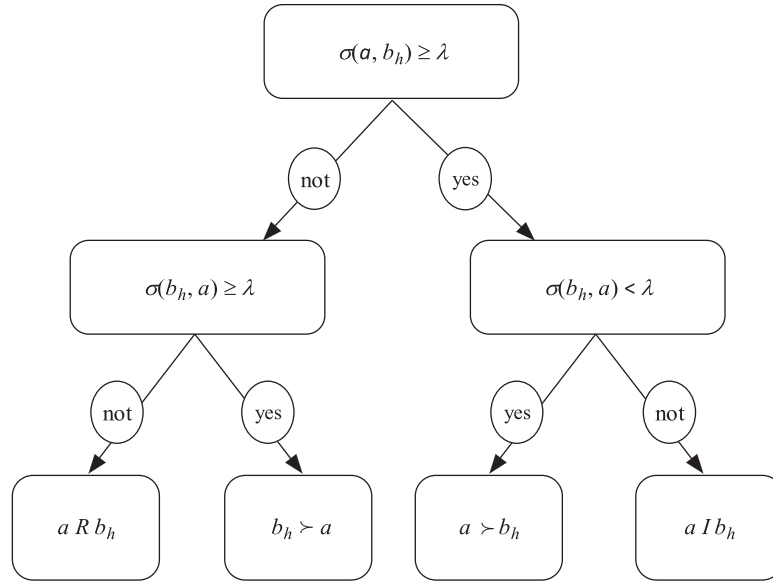 σ(a, b_h) ≥ λ
not
yes
σ(b_h, a) ≥ λ
σ(b_h, a) < λ
not
yes
yes
not
a R b_h
b_h ≻ a
a ≻ b_h
a I b_h